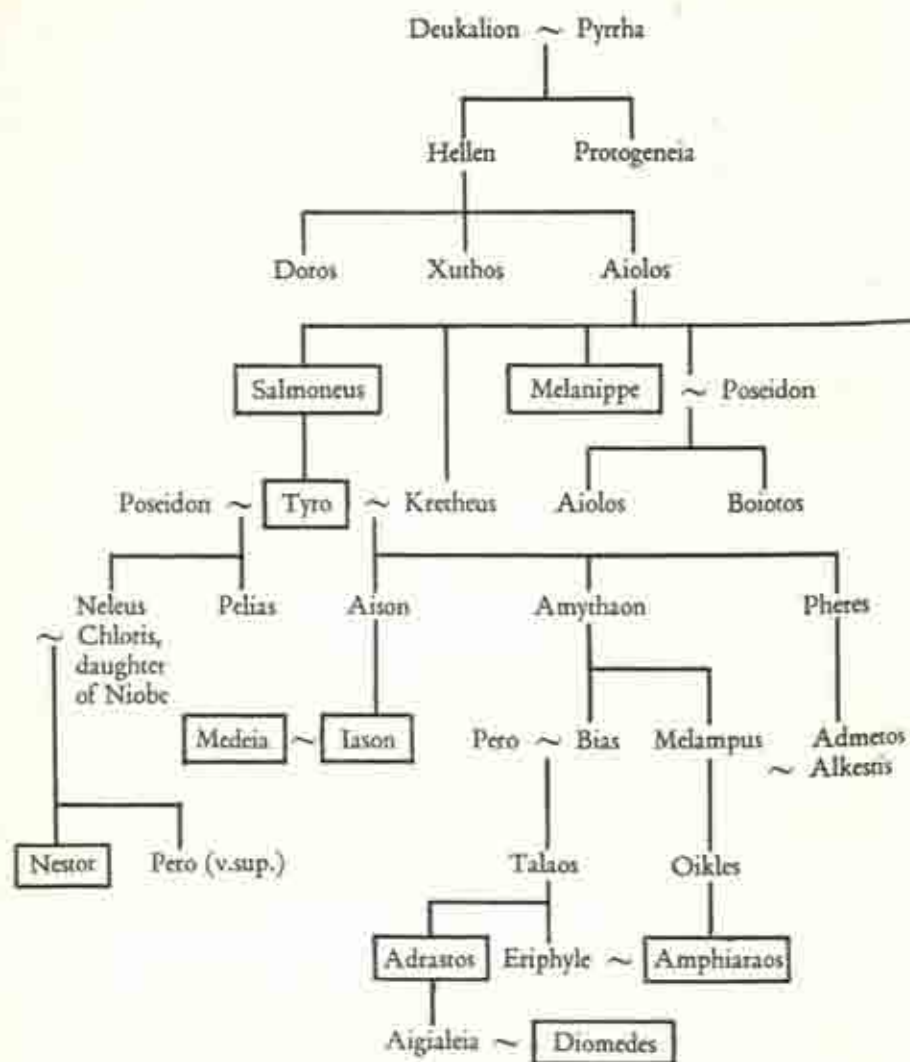 Deukalion ~ Pyrrha
Hellen Protogeneia
Doros Xuthos Aiolos
Salmoneus Melanippe ~ Poseidon
Poseidon ~ Tyro ~ Kretheus Aiolos Boiotos
Neleus Pelias Aison Amythaon Pheres
~ Chloris,
daughter
of Niobe
Medeia ~ Iason Pero ~ Bias Melampus Admetos
~ Alkestis
Nestor Pero (v.sup.) Talaos Oikles
Adrastos Eriphyle ~ Amphiaraos
Aigialeia ~ Diomedes